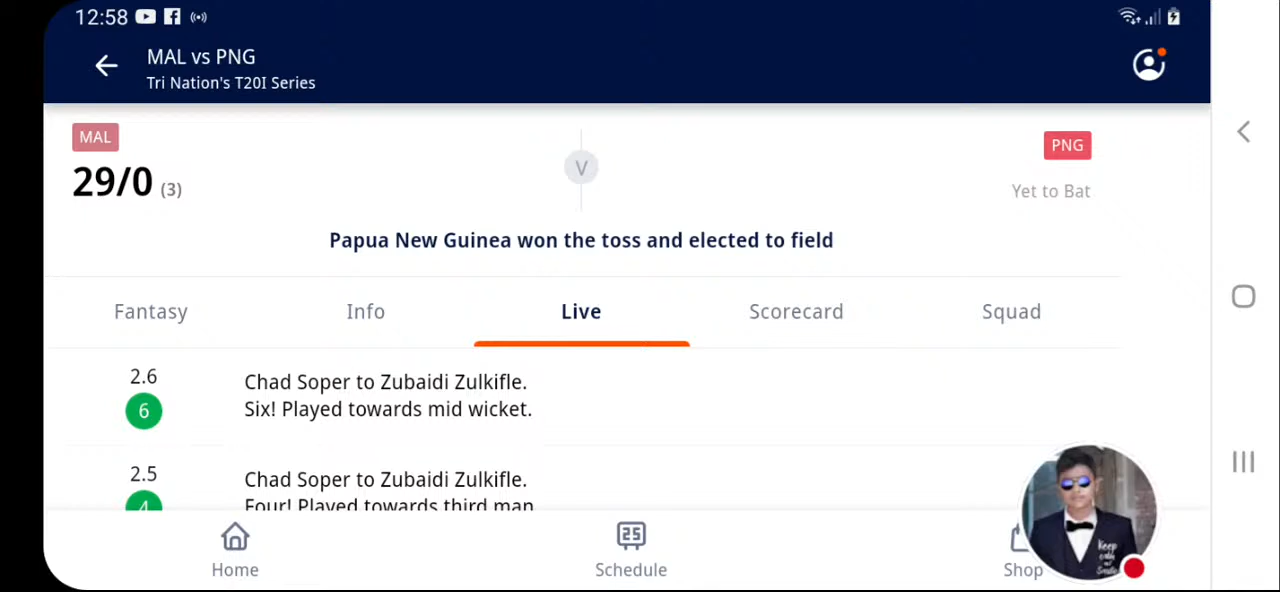 12:58
MAL vs PNG
Tri Nation's T20I Series
MAL
29/0 (3)
V
PNG
Yet to Bat
Papua New Guinea won the toss and elected to field
Fantasy Info Live Scorecard Squad
2.6
Chad Soper to Zubaidi Zulkifle.
6
Six! Played towards mid wicket.
2.5
Chad Soper to Zubaidi Zulkifle.
4
Four! Played towards third man
25
Home Schedule Shop
Keep
Smile